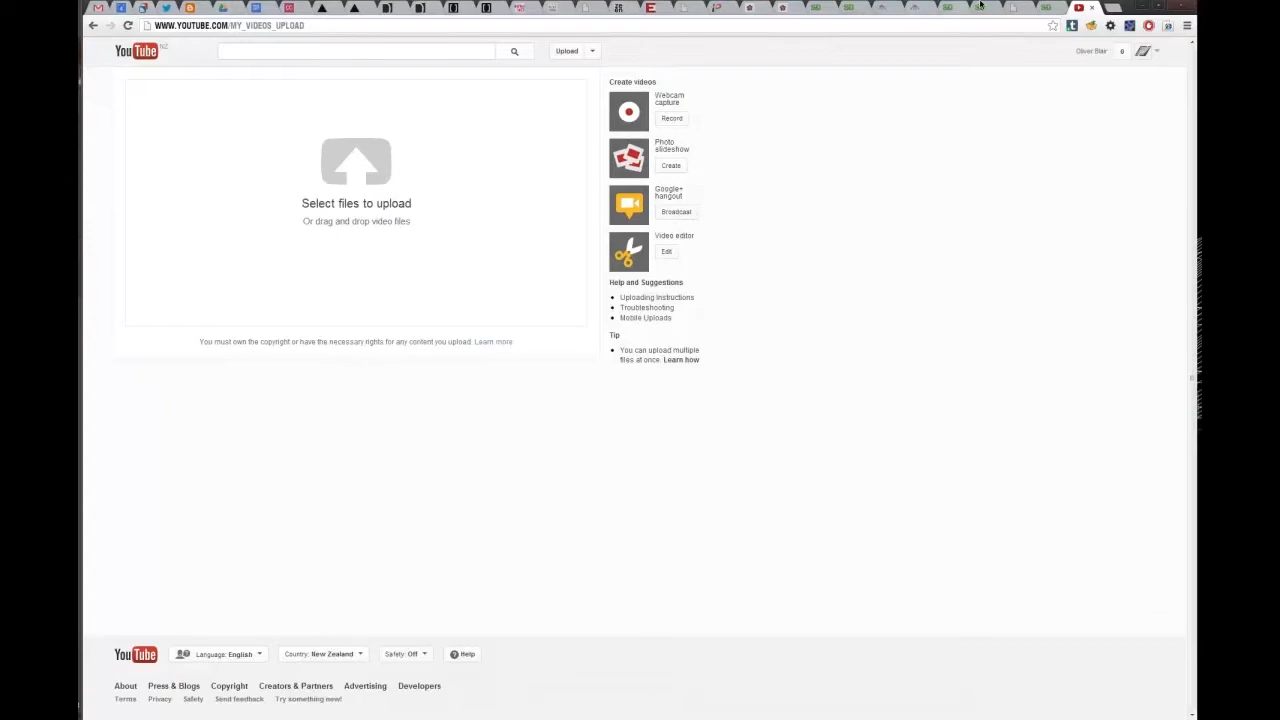 WWW.YOUTUBE.COM/MY_VIDEOS_UPLOAD
YouTube NZ
Upload
Oliver Blair
0
Create videos
Webcam
capture
Record
Photo
slideshow
Create
Google+
hangout
Broadcast
Video editor
Edit
Select files to upload
Or drag and drop video files
You must own the copyright or have the necessary rights for any content you upload. Learn more
Help and Suggestions
Uploading Instructions
Troubleshooting
Mobile Uploads
Tip
You can upload multiple
files at once. Learn how
YouTube
Language: English
Country: New Zealand
Safety: Off
Help
About Press & Blogs Copyright Creators & Partners Advertising Developers
Terms Privacy Safety Send feedback Try something new!